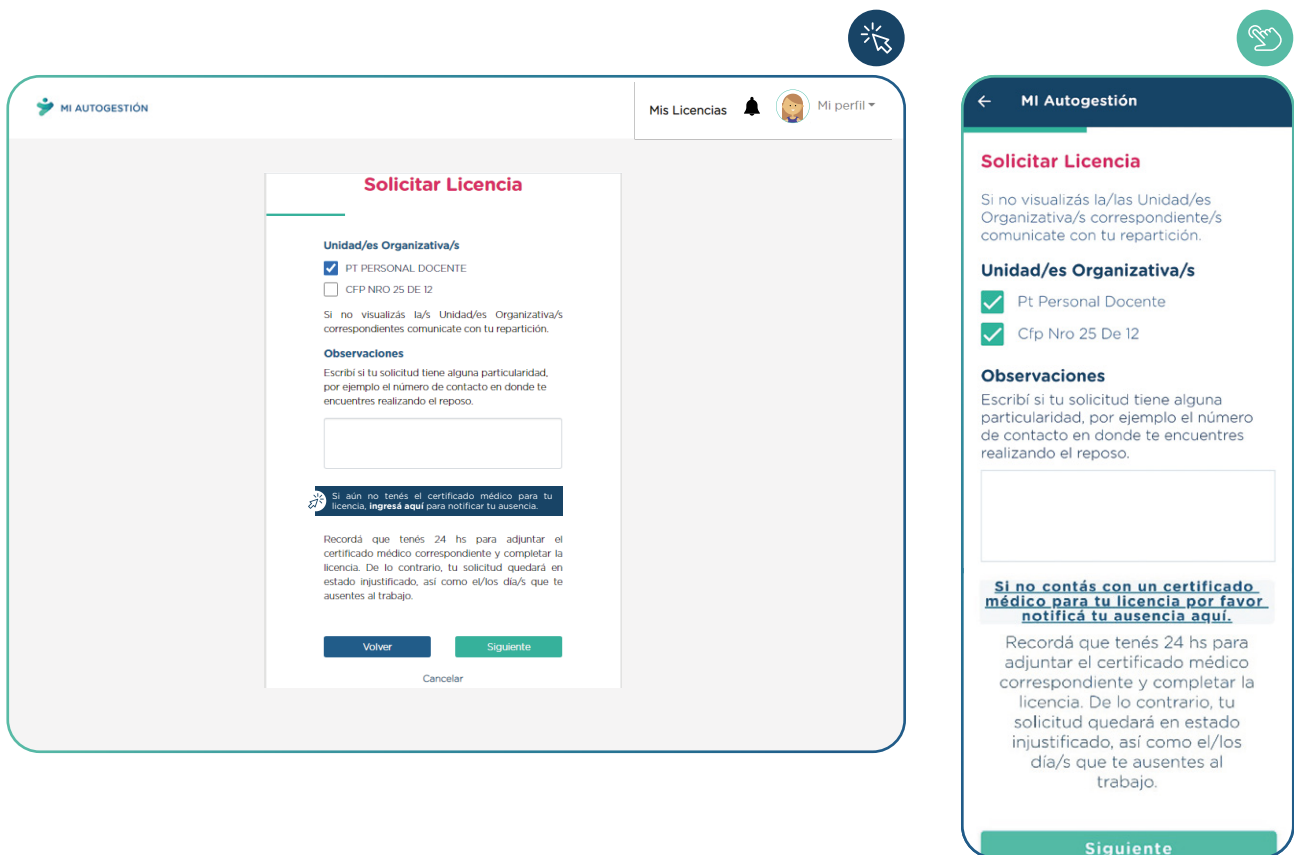 MI AUTOGESTIÓN
Mis Licencias
Mi perfil
Solicitar Licencia
Unidad/es Organizativa/s
PT PERSONAL DOCENTE
CFP NRO 25 DE 12
Si no visualizás la/s Unidad/es Organizativa/s
correspondientes comunicate con tu repartición.
Observaciones
Escribí si tu solicitud tiene alguna particularidad,
por ejemplo el número de contacto en donde te
encuentres realizando el reposo.
Si aún no tenés el certificado médico para tu
licencia, ingresá aquí para notificar tu ausencia.
Recordá que tenés 24 hs para adjuntar el
certificado médico correspondiente y completar la
licencia. De lo contrario, tu solicitud quedará en
estado injustificado, así como el/los día/s que te
ausentes al trabajo.
Volver
Siguiente
Cancelar
MI Autogestión
Solicitar Licencia
Si no visualizás la/las Unidad/es
Organizativa/s correspondiente/s
comunicate con tu repartición.
Unidad/es Organizativa/s
Pt Personal Docente
Cfp Nro 25 De 12
Observaciones
Escribí si tu solicitud tiene alguna
particularidad, por ejemplo el número
de contacto en donde te encuentres
realizando el reposo.
Si no contás con un certificado
médico para tu licencia por favor
notificá tu ausencia aquí.
Recordá que tenés 24 hs para
adjuntar el certificado médico
correspondiente y completar la
licencia. De lo contrario, tu
solicitud quedará en estado
injustificado, así como el/los
día/s que te ausentes al
trabajo.
Siguiente